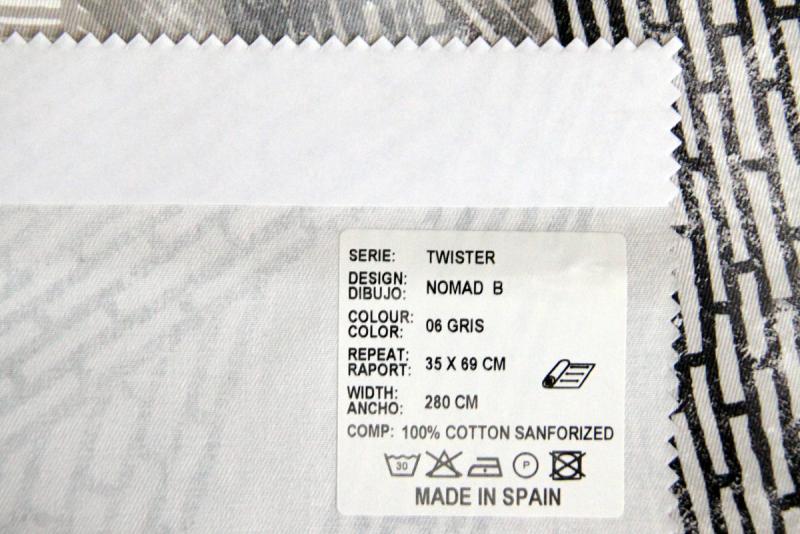 SERIE: TWISTER
DESIGN:
DIBUJO: NOMAD B
COLOUR:
COLOR: 06 GRIS
REPEAT:
RAPORT: 35 X 69 CM
WIDTH:
ANCHO: 280 CM
COMP: 100% COTTON SANFORIZED
30 P
MADE IN SPAIN